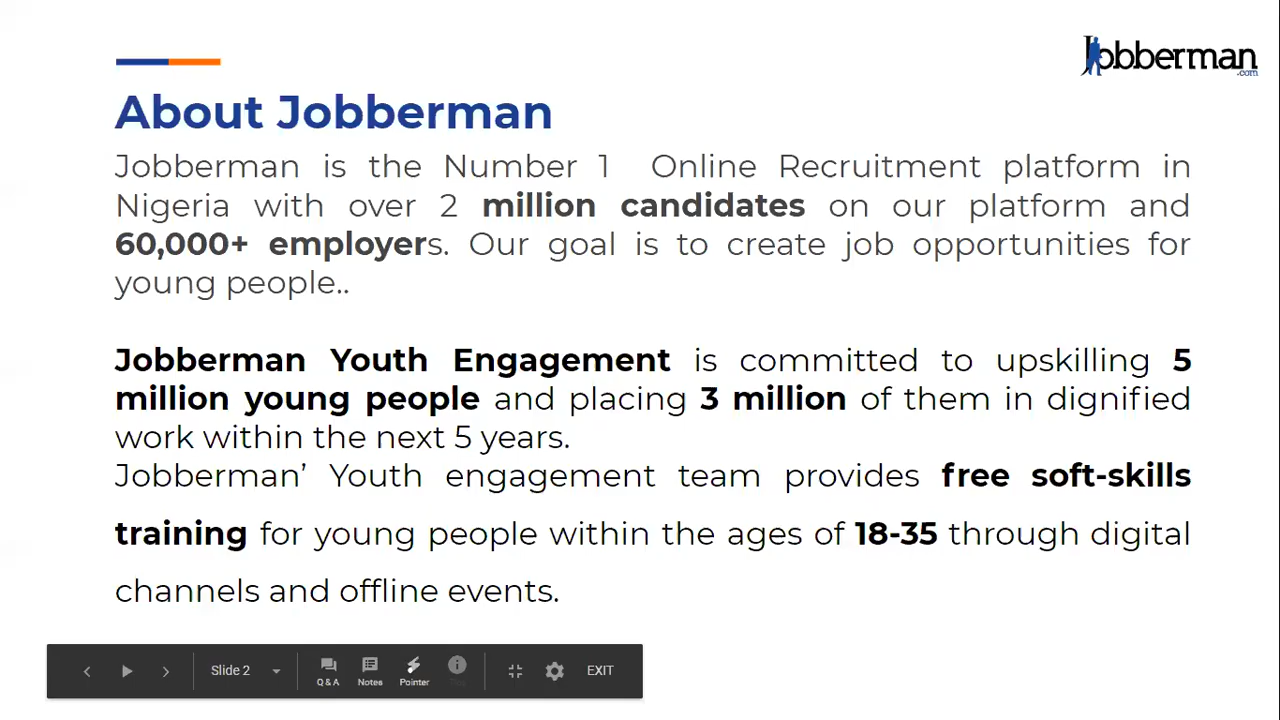 Jobberman
.com
About Jobberman
Jobberman is the Number 1 Online Recruitment platform in
Nigeria with over 2 million candidates on our platform and
60,000+ employers. Our goal is to create job opportunities for
young people..
Jobberman Youth Engagement is committed to upskilling 5
million young people and placing 3 million of them in dignified
work within the next 5 years.
Jobberman’ Youth engagement team provides free soft-skills
training for young people within the ages of 18-35 through digital
channels and offline events.
Slide 2
Q & A
Notes
Pointer
EXIT